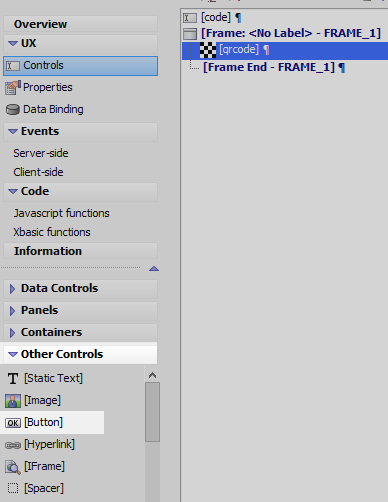 Overview
UX
Controls
Properties
Data Binding
Events
Server-side
Client-side
Code
Javascript functions
Xbasic functions
Information
Data Controls
Panels
Containers
Other Controls
[Static Text]
[Image]
OK [Button]
[Hyperlink]
[IFrame]
[Spacer]
[code] ¶
[Frame: <No Label> - FRAME_1]
[qrcode] ¶
[Frame End - FRAME_1] ¶